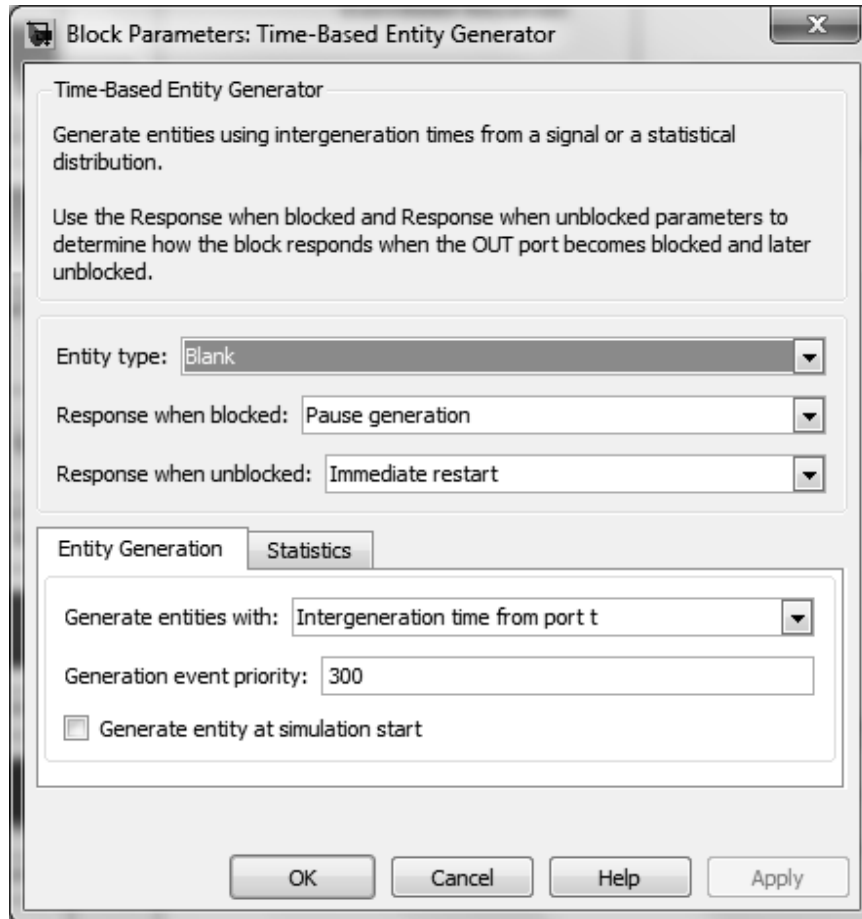 Block Parameters: Time-Based Entity Generator
X
Time-Based Entity Generator
Generate entities using intergeneration times from a signal or a statistical
distribution.
Use the Response when blocked and Response when unblocked parameters to
determine how the block responds when the OUT port becomes blocked and later
unblocked.
Entity type: Blank
Response when blocked: Pause generation
Response when unblocked: Immediate restart
Entity Generation Statistics
Generate entities with: Intergeneration time from port t
Generation event priority: 300
Generate entity at simulation start
OK Cancel Help Apply